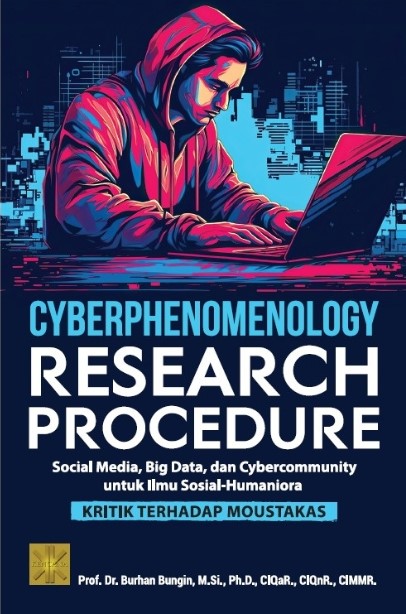 CYBERPHENOMENOLOGY
RESEARCH
PROCEDURE
Social Media, Big Data, dan Cybercommunity
untuk Ilmu Sosial-Humaniora
KRITIK TERHADAP MOUSTAKAS
Prof. Dr. Burhan Bungin, M.Si., Ph.D., CIQaR., CIQnR., CIMMR.